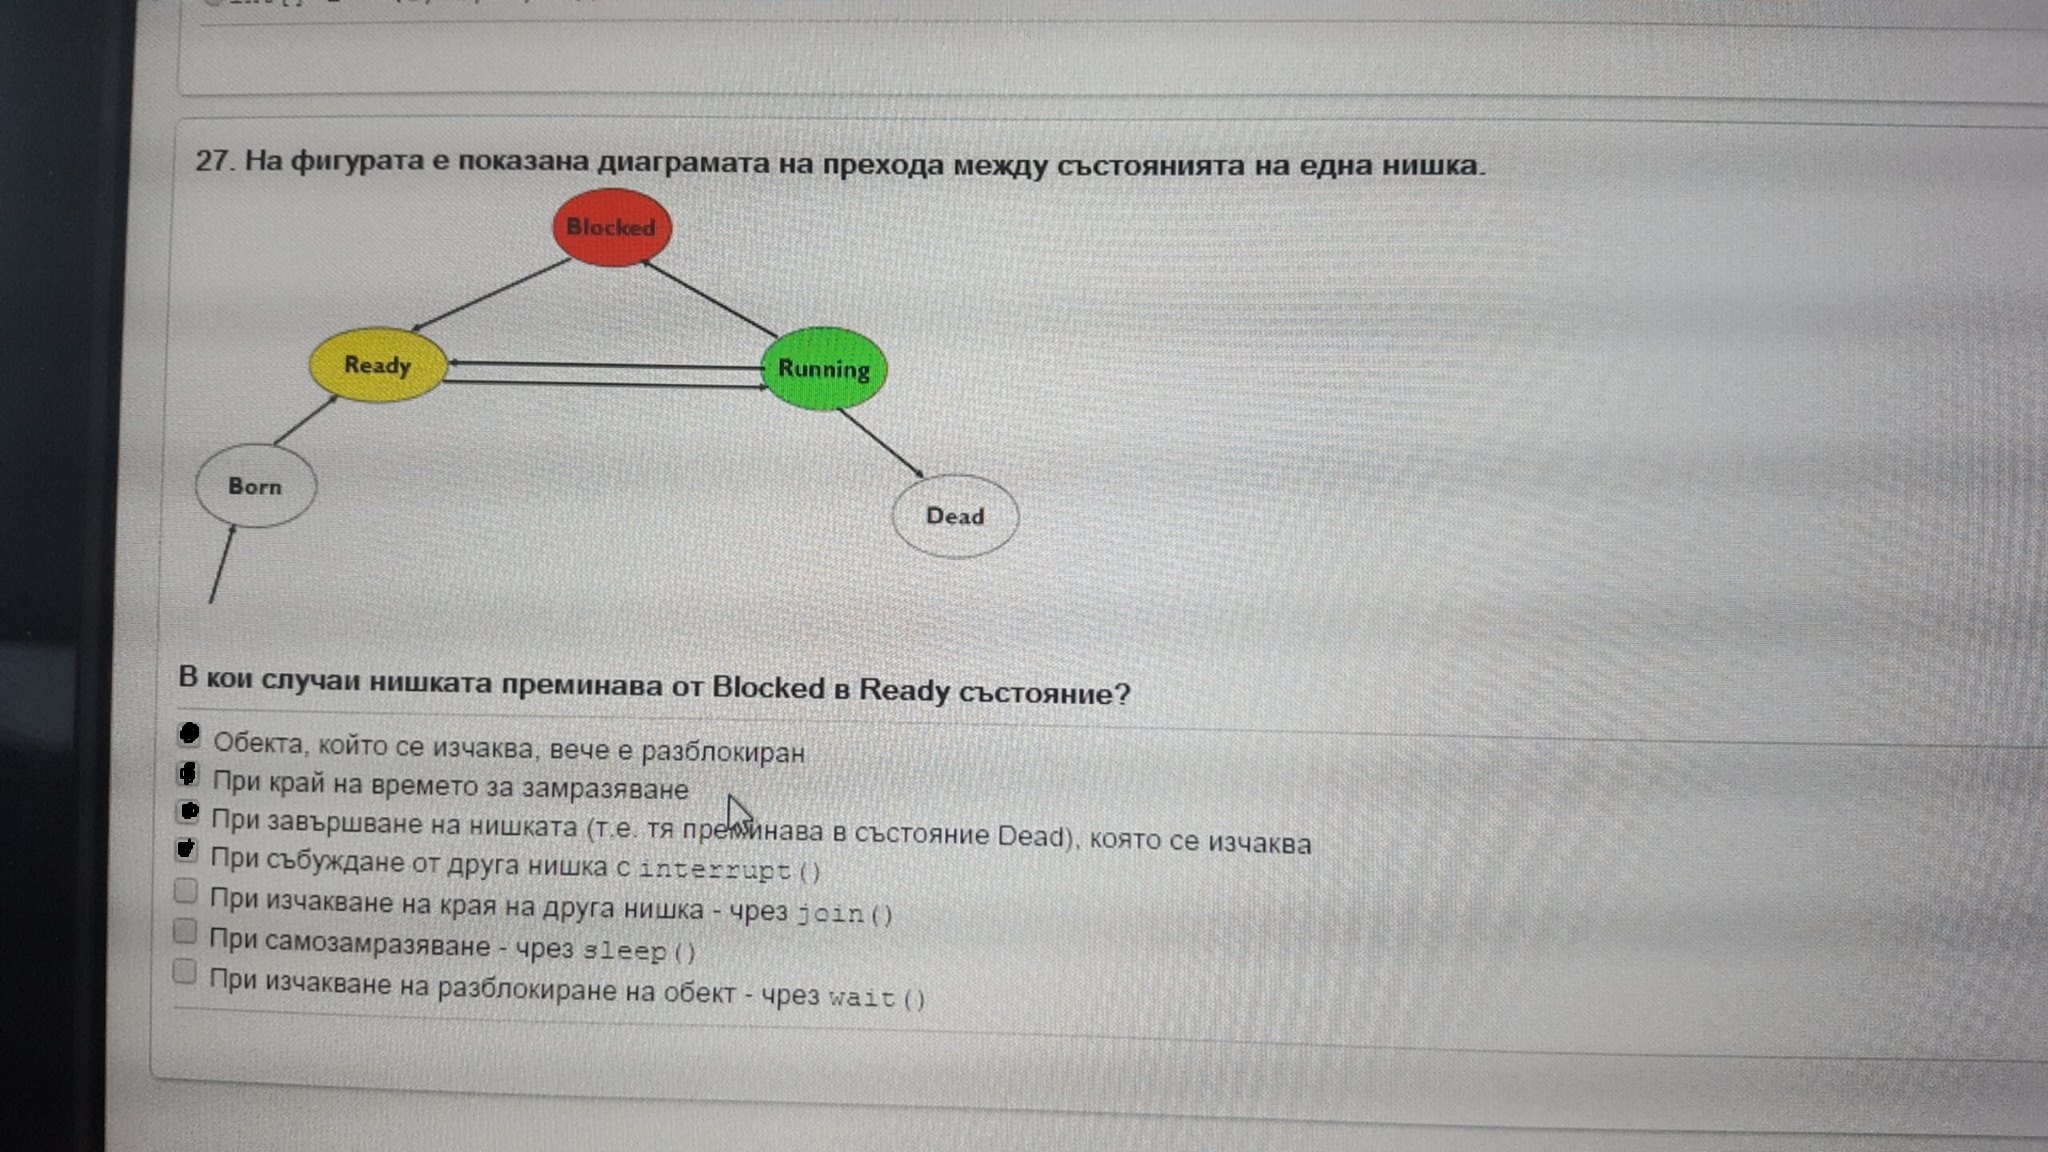 27. На фигурата е показана диаграмата на прехода между състоянията на една нишка.
Blocked
Ready
Running
Born
Dead
В кои случаи нишката преминава от Blocked в Ready състояние?
Обекта, който се изчаква, вече е разблокиран
При край на времето за замразяване
При завършване на нишката (т.е. тя преминава в състояние Dead), която се изчаква
При събуждане от друга нишка с interrupt()
При изчакване на края на друга нишка - чрез join()
При самозамразяване - чрез sleep()
При изчакване на разблокиране на обект - чрез wait()